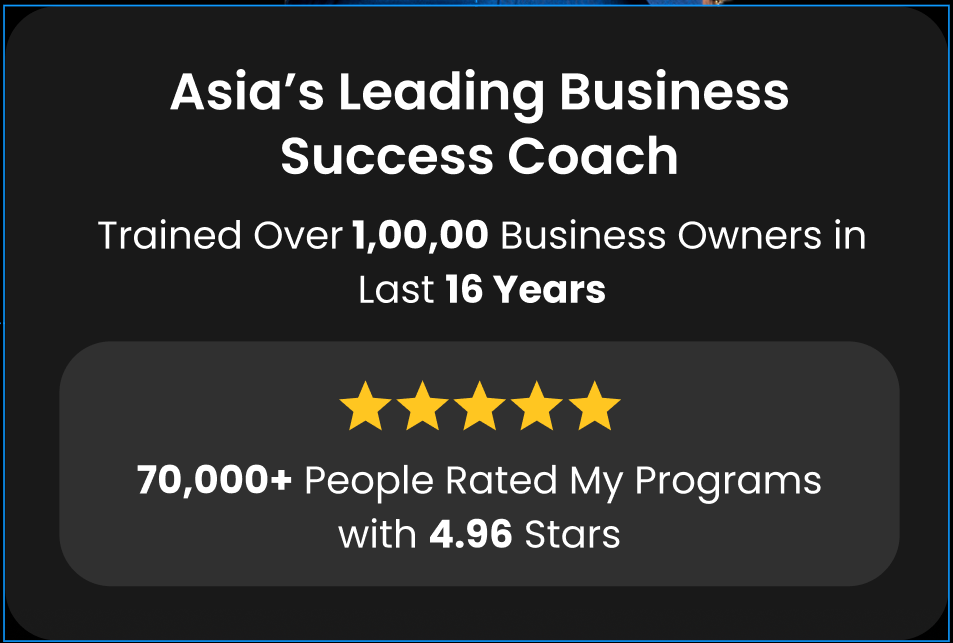 Asia’s Leading Business
Success Coach
Trained Over 1,00,00 Business Owners in
Last 16 Years
70,000+ People Rated My Programs
with 4.96 Stars